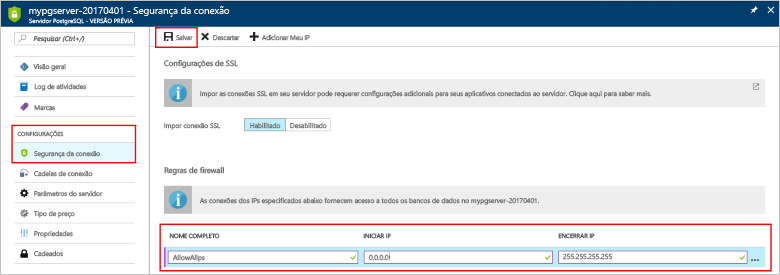 mypgserver-20170401 - Segurança da conexão
Servidor PostgreSQL - VERSÃO PRÉVIA
Pesquisar (Ctrl+/)
Visão geral
Log de atividades
Marcas
CONFIGURAÇÕES
Segurança da conexão
Cadeias de conexão
Parâmetros do servidor
Tipo de preço
Propriedades
Cadeados
Salvar Descartar Adicionar Meu IP
Configurações de SSL
Impor as conexões SSL em seu servidor pode requerer configurações adicionais para seus aplicativos conectados ao servidor. Clique aqui para saber mais.
Impor conexão SSL Habilitado Desabilitado
Regras de firewall
As conexões dos IPs especificados abaixo fornecem acesso a todos os bancos de dados no mypgserver-20170401.
NOME COMPLETO INICIAR IP ENCERRAR IP
AllowAllps 0.0.0.0 255.255.255.255 ...